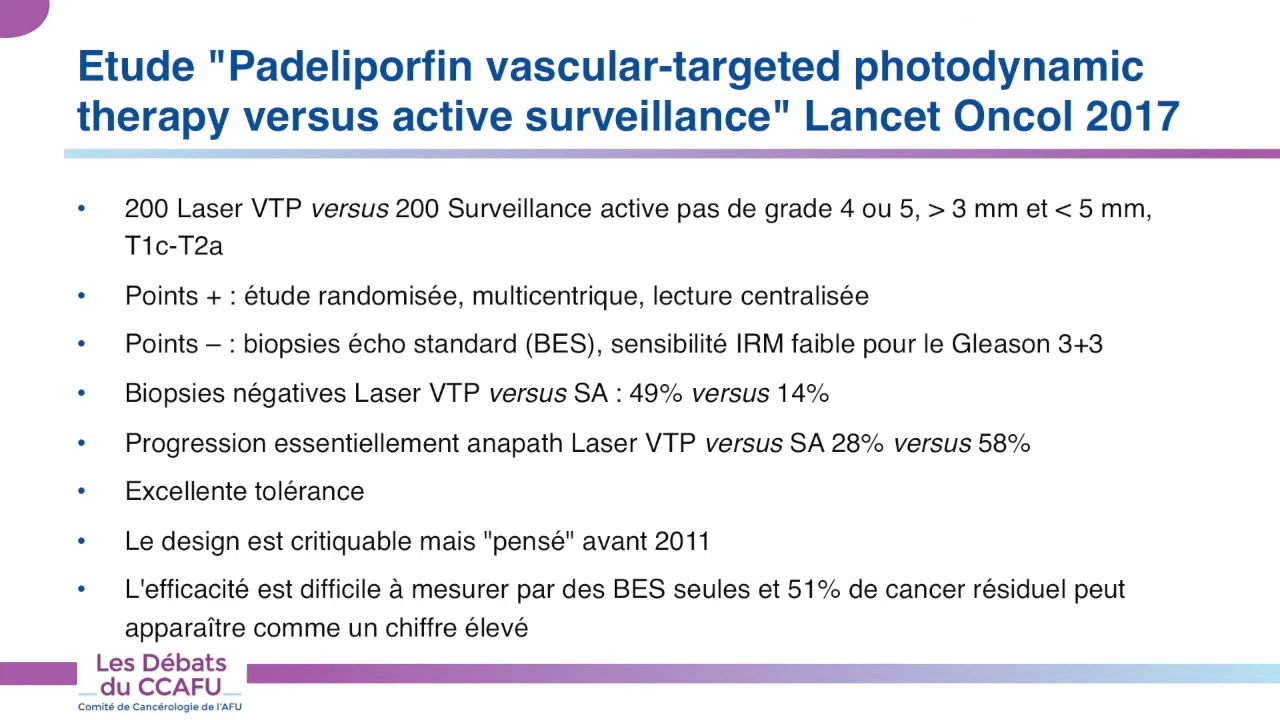 Etude "Padeliporfin vascular-targeted photodynamic
therapy versus active surveillance" Lancet Oncol 2017
• 200 Laser VTP versus 200 Surveillance active pas de grade 4 ou 5, > 3 mm et < 5 mm,
T1c-T2a
• Points + : étude randomisée, multicentrique, lecture centralisée
• Points – : biopsies écho standard (BES), sensibilité IRM faible pour le Gleason 3+3
• Biopsies négatives Laser VTP versus SA : 49% versus 14%
• Progression essentiellement anapath Laser VTP versus SA 28% versus 58%
• Excellente tolérance
• Le design est critiquable mais "pensé" avant 2011
• L'efficacité est difficile à mesurer par des BES seules et 51% de cancer résiduel peut
apparaître comme un chiffre élevé
Les Débats
du CCAFU
Comité de Cancérologie de l'AFU